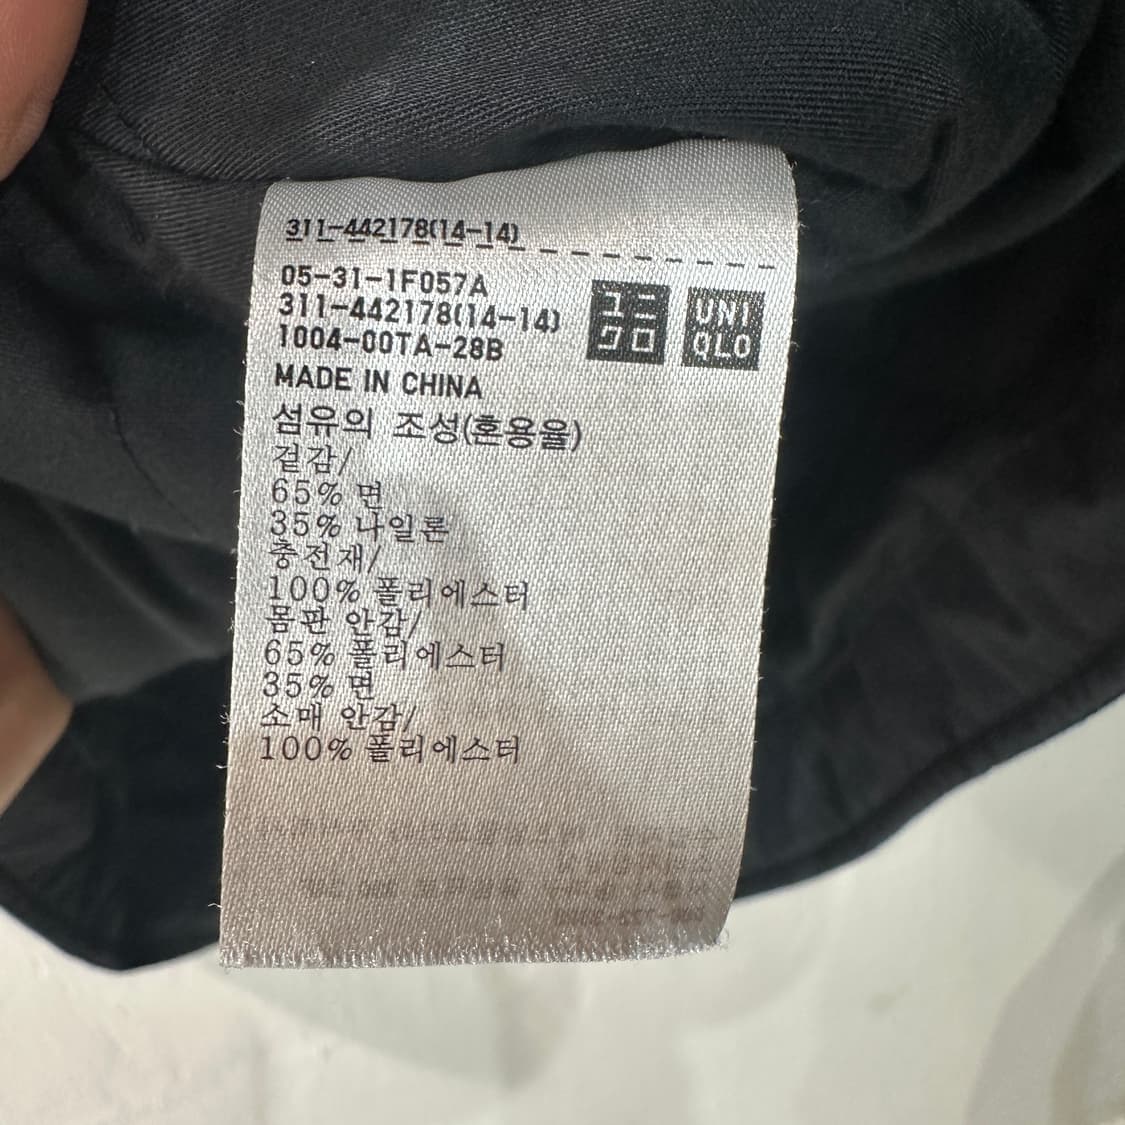 311-442178(14-14)
05-31-1F057A
311-442178(14-14)
1004-00TA-28B
ユニ
クロ
UNI
QLO
MADE IN CHINA
섬유의 조성(혼용율)
겉감/
65% 면
35% 나일론
충전재/
100% 폴리에스터
몸판 안감/
65% 폴리에스터
35% 면
소매 안감/
100% 폴리에스터